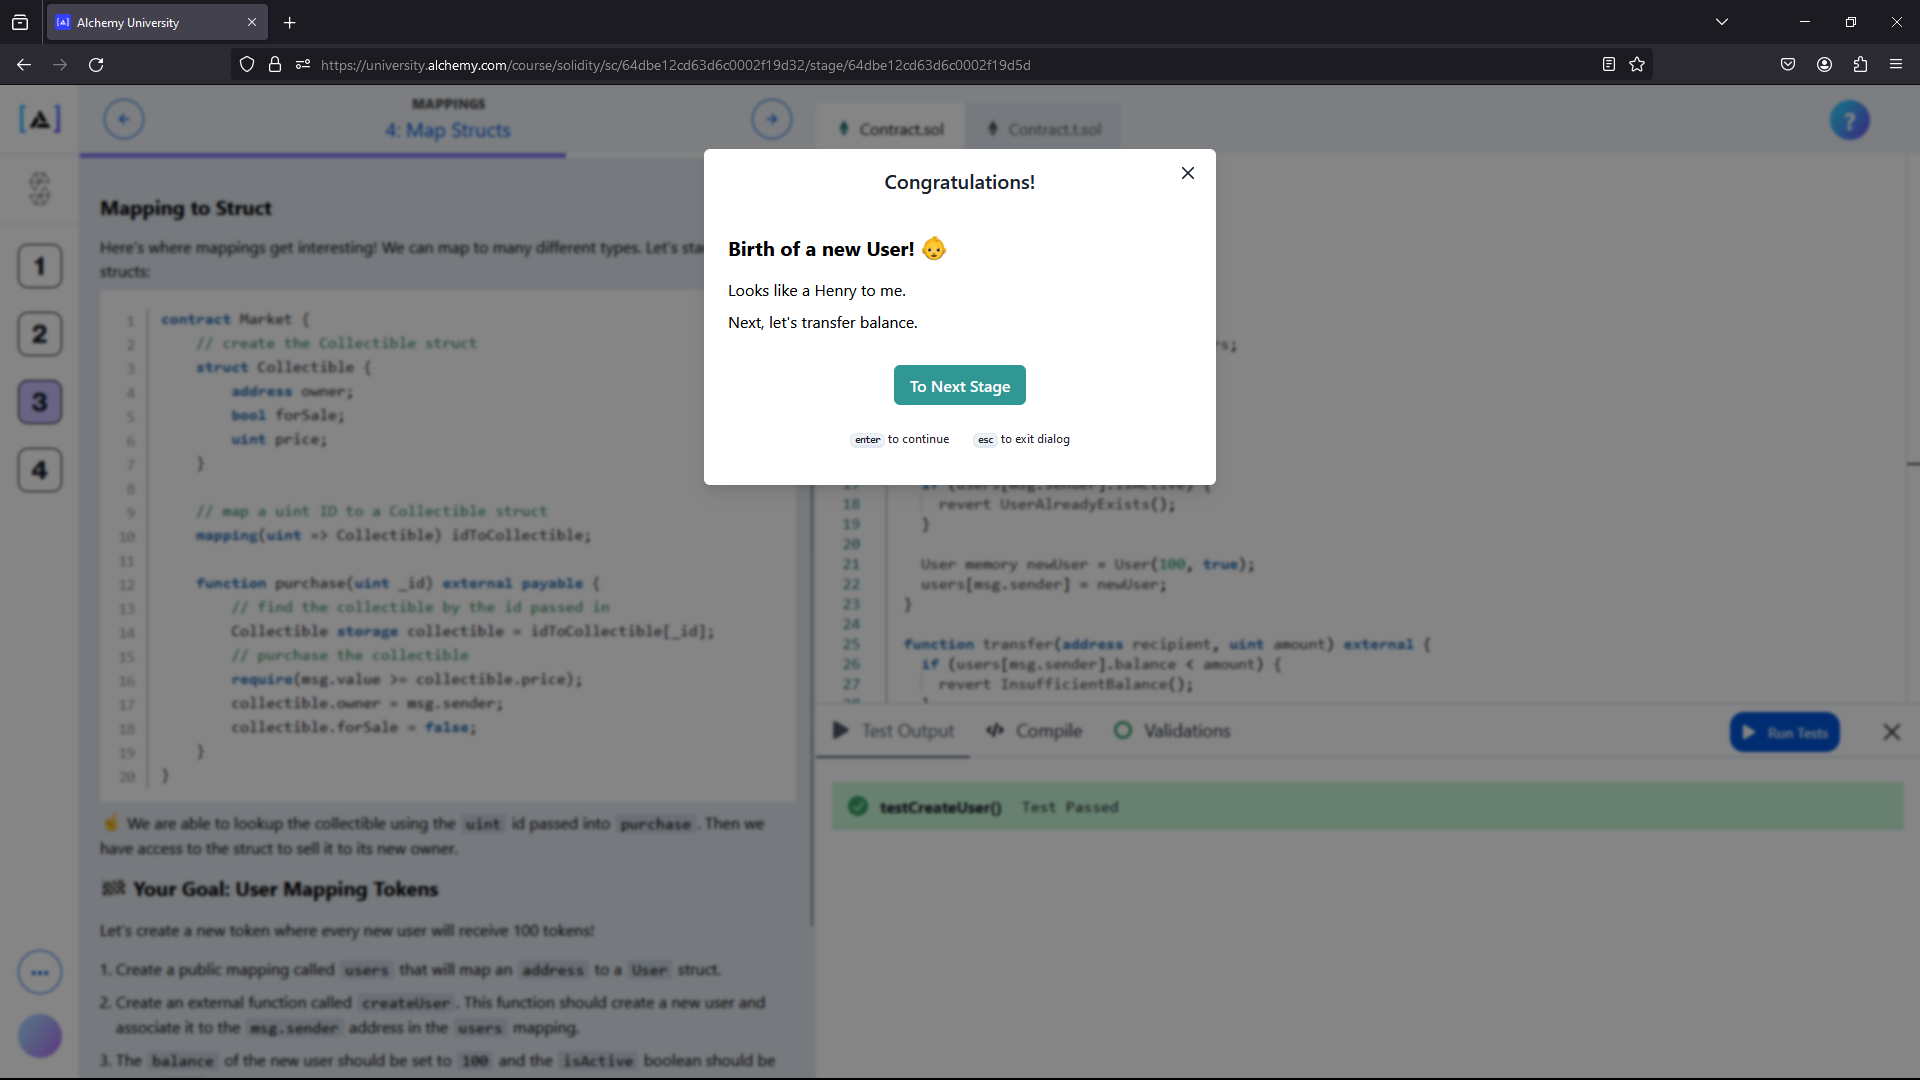 Alchemy University
https://university.alchemy.com/course/solidity/sc/64dbe12cd63d6c0002f19d32/stage/64dbe12cd63d6c0002f19d5d
MAPPINGS
4: Map Structs
Contract.sol
Contract.t.sol
?
1
2
3
4
Mapping to Struct
Here's where mappings get interesting! We can map to many different types. Let's
structs:
1 contract Market {
2 // create the Collectible struct
3 struct Collectible {
4 address owner;
5 bool forSale;
6 uint price;
7 }
8
9 // map a uint ID to a Collectible struct
10 mapping(uint => Collectible) idToCollectible;
11
12 function purchase(uint _id) external payable {
13 // find the collectible by the id passed in
14 Collectible storage collectible = idToCollectible[_id];
15 // purchase the collectible
16 require(msg.value >= collectible.price);
17 collectible.owner = msg.sender;
18 collectible.forSale = false;
19 }
20 }
☝️ We are able to lookup the collectible using the uint id passed into purchase. Then we
have access to the struct to sell it to its new owner.
🏁 Your Goal: User Mapping Tokens
Let's create a new token where every new user will receive 100 tokens!
1. Create a public mapping called users that will map an address to a User struct.
2. Create an external function called createUser. This function should create a new user and
associate it to the msg.sender address in the users mapping.
3. The balance of the new user should be set to 100 and the isActive boolean should be
Congratulations!
Birth of a new User! 👶
Looks like a Henry to me.
Next, let's transfer balance.
To Next Stage
enter to continue
esc to exit dialog
17 if (users[msg.sender].isActive) {
18 revert UserAlreadyExists();
19 }
20
21 User memory newUser = User(100, true);
22 users[msg.sender] = newUser;
23 }
24
25 function transfer(address recipient, uint amount) external {
26 if (users[msg.sender].balance < amount) {
27 revert InsufficientBalance();
28 }
Test Output
Compile
Validations
Run Tests
testCreateUser() Test Passed